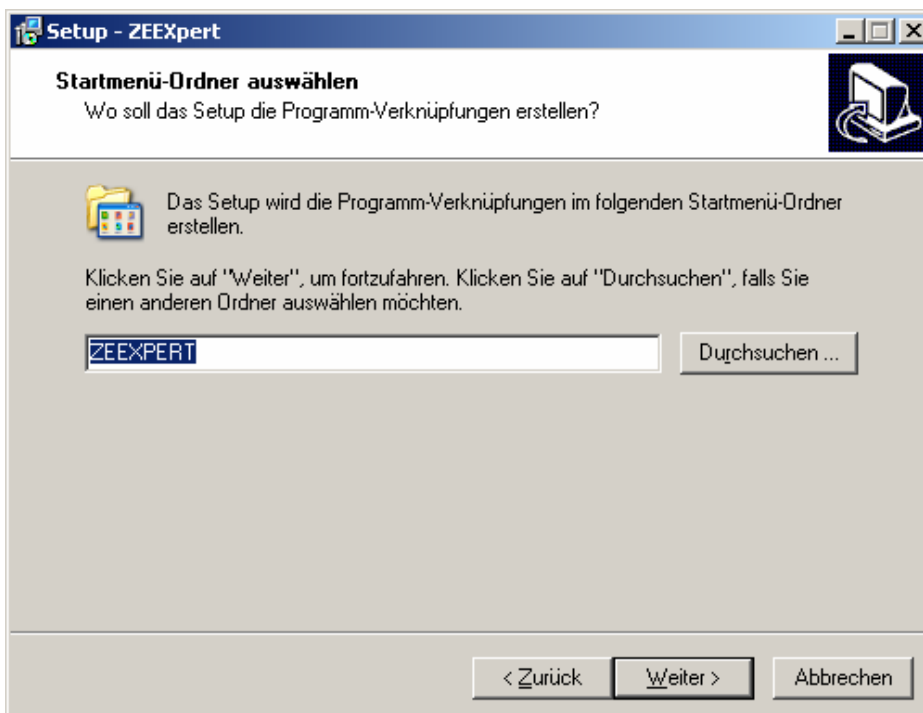 Setup - ZEEXpert
Startmenü-Ordner auswählen
Wo soll das Setup die Programm-Verknüpfungen erstellen?
Das Setup wird die Programm-Verknüpfungen im folgenden Startmenü-Ordner
erstellen.
Klicken Sie auf "Weiter", um fortzufahren. Klicken Sie auf "Durchsuchen", falls Sie
einen anderen Ordner auswählen möchten.
ZEEXPERT
Durchsuchen ...
< Zurück
Weiter >
Abbrechen